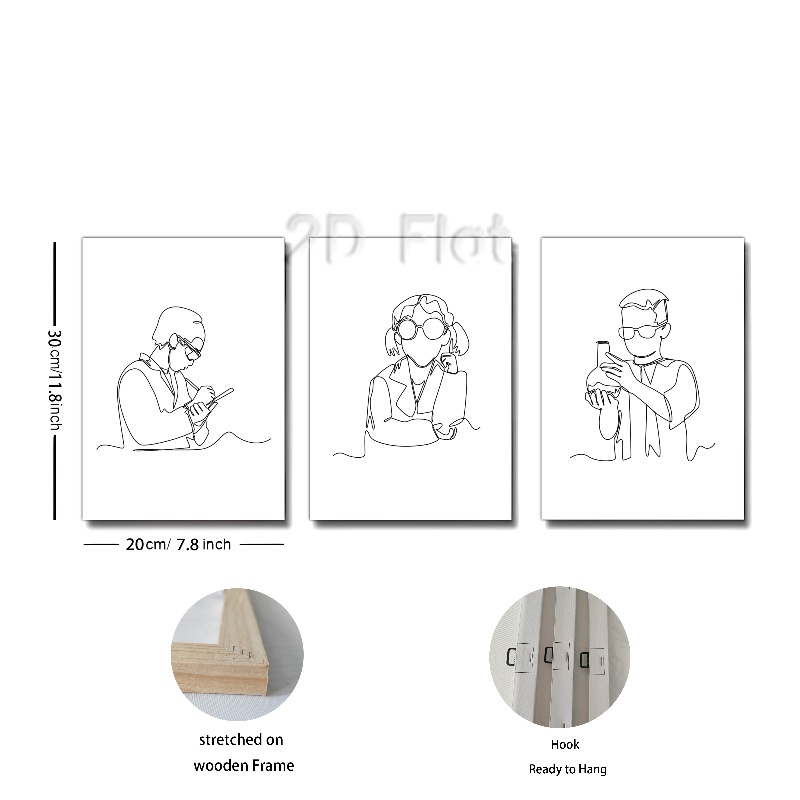 2D Flat
30cm/11.8inch
20cm/ 7.8 inch
stretched on
wooden Frame
Hook
Ready to Hang